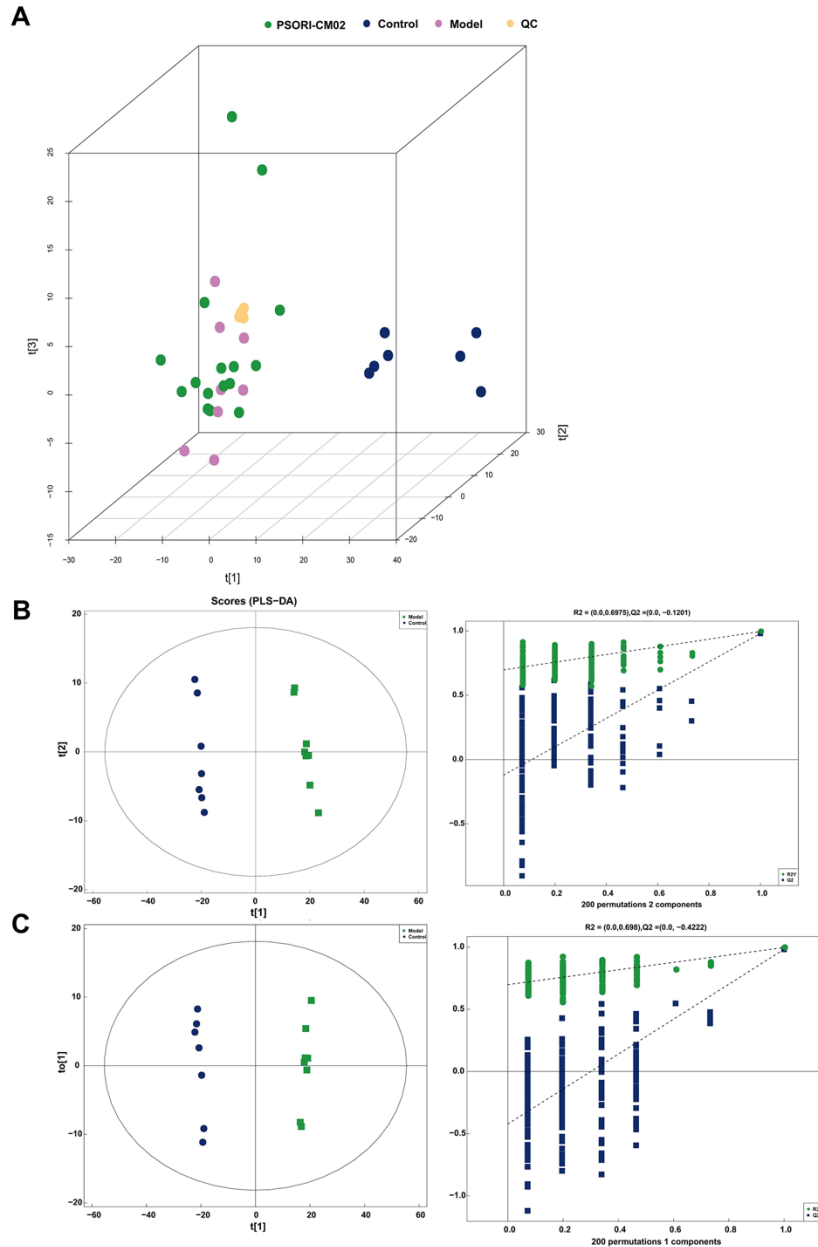 A
PSORI-CM02 Control Model QC
25
20
15
10
5
0
−5
−10
−15
t[3]
−30 −20 −10 0 10 20 30 40
t[1]
30
20
10
0
−10
−20
t[2]
B
Scores (PLS−DA)
Model
Control
20
10
0
−10
−20
t[2]
−60 −40 −20 0 20 40 60
t[1]
R2 = (0.0,0.6975),Q2 =(0.0, −0.1201)
1.0
0.5
0.0
−0.5
0.0 0.2 0.4 0.6 0.8 1.0
200 permutations 2 components
R2Y
Q2
C
Model
Control
20
10
0
−10
−20
to[1]
−60 −40 −20 0 20 40 60
t[1]
R2 = (0.0,0.698),Q2 =(0.0, −0.4222)
1.0
0.5
0.0
−0.5
−1.0
0.0 0.2 0.4 0.6 0.8 1.0
200 permutations 1 components
Q2